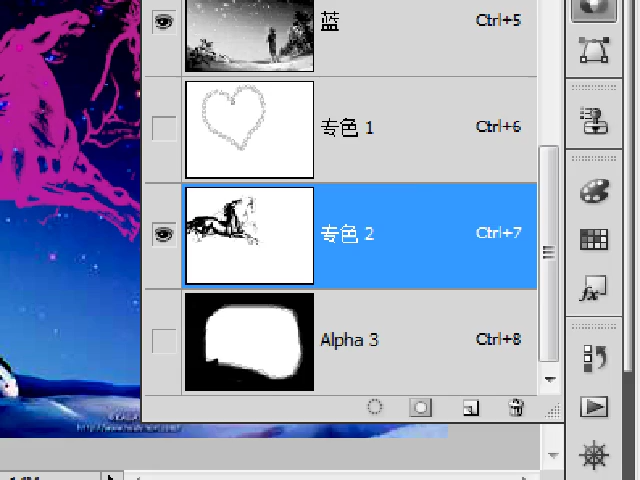 蓝 Ctrl+5
专色 1 Ctrl+6
专色 2 Ctrl+7
Alpha 3 Ctrl+8